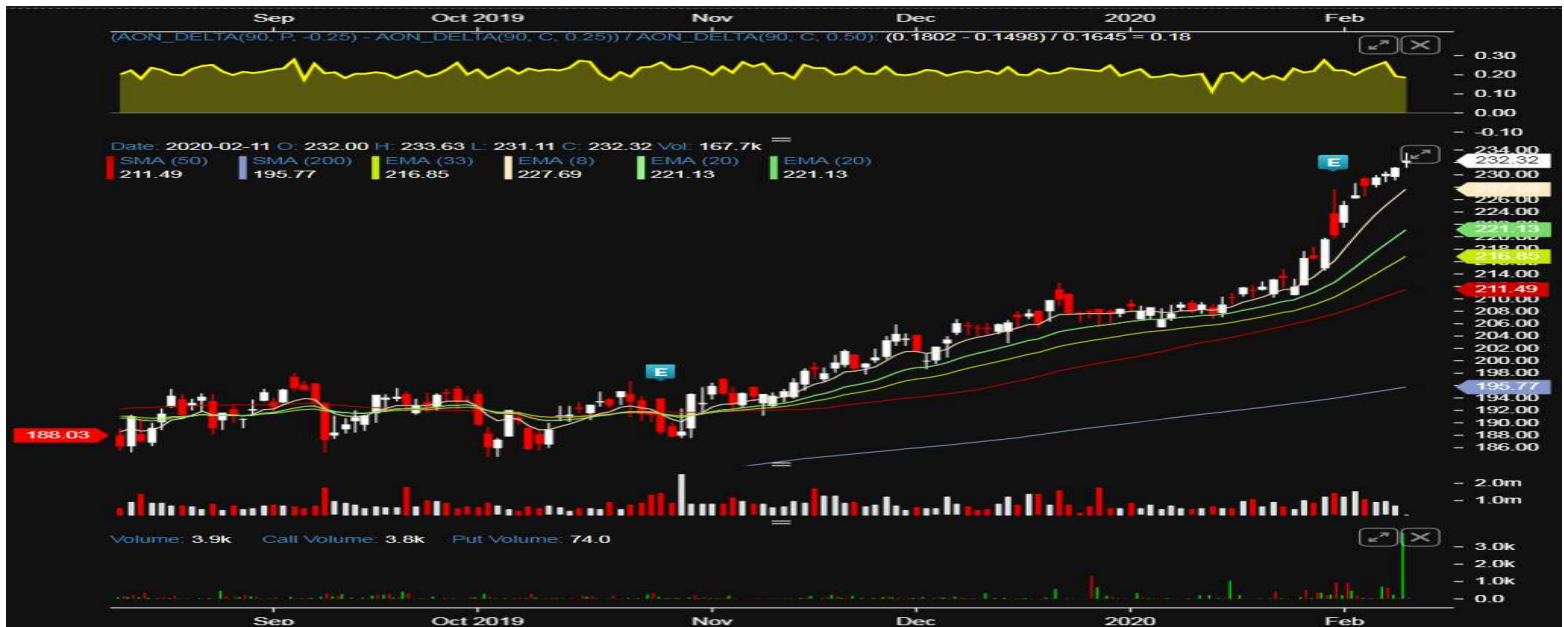 Sep Oct 2019 Nov Dec 2020 Feb
(AON_DELTA(90, P, -0.25) - AON_DELTA(90, C, 0.25)) / AON_DELTA(90, C, 0.50): (0.1802 - 0.1498) / 0.1645 = 0.18
0.30
0.20
0.10
0.00
-0.10
Date: 2020-02-11 O: 232.00 H: 233.63 L: 231.11 C: 232.32 Vol: 167.7k
SMA (50) SMA (200) EMA (33) EMA (8) EMA (20) EMA (20)
211.49 195.77 216.85 227.69 221.13 221.13
E
234.00
232.32
230.00
226.00
224.00
221.13
218.00
216.85
214.00
211.49
210.00
208.00
206.00
204.00
202.00
200.00
E
198.00
195.77
194.00
192.00
190.00
188.03
188.00
186.00
2.0m
1.0m
Volume: 3.9k Call Volume: 3.8k Put Volume: 74.0
3.0k
2.0k
1.0k
0.0
Sep Oct 2019 Nov Dec 2020 Feb